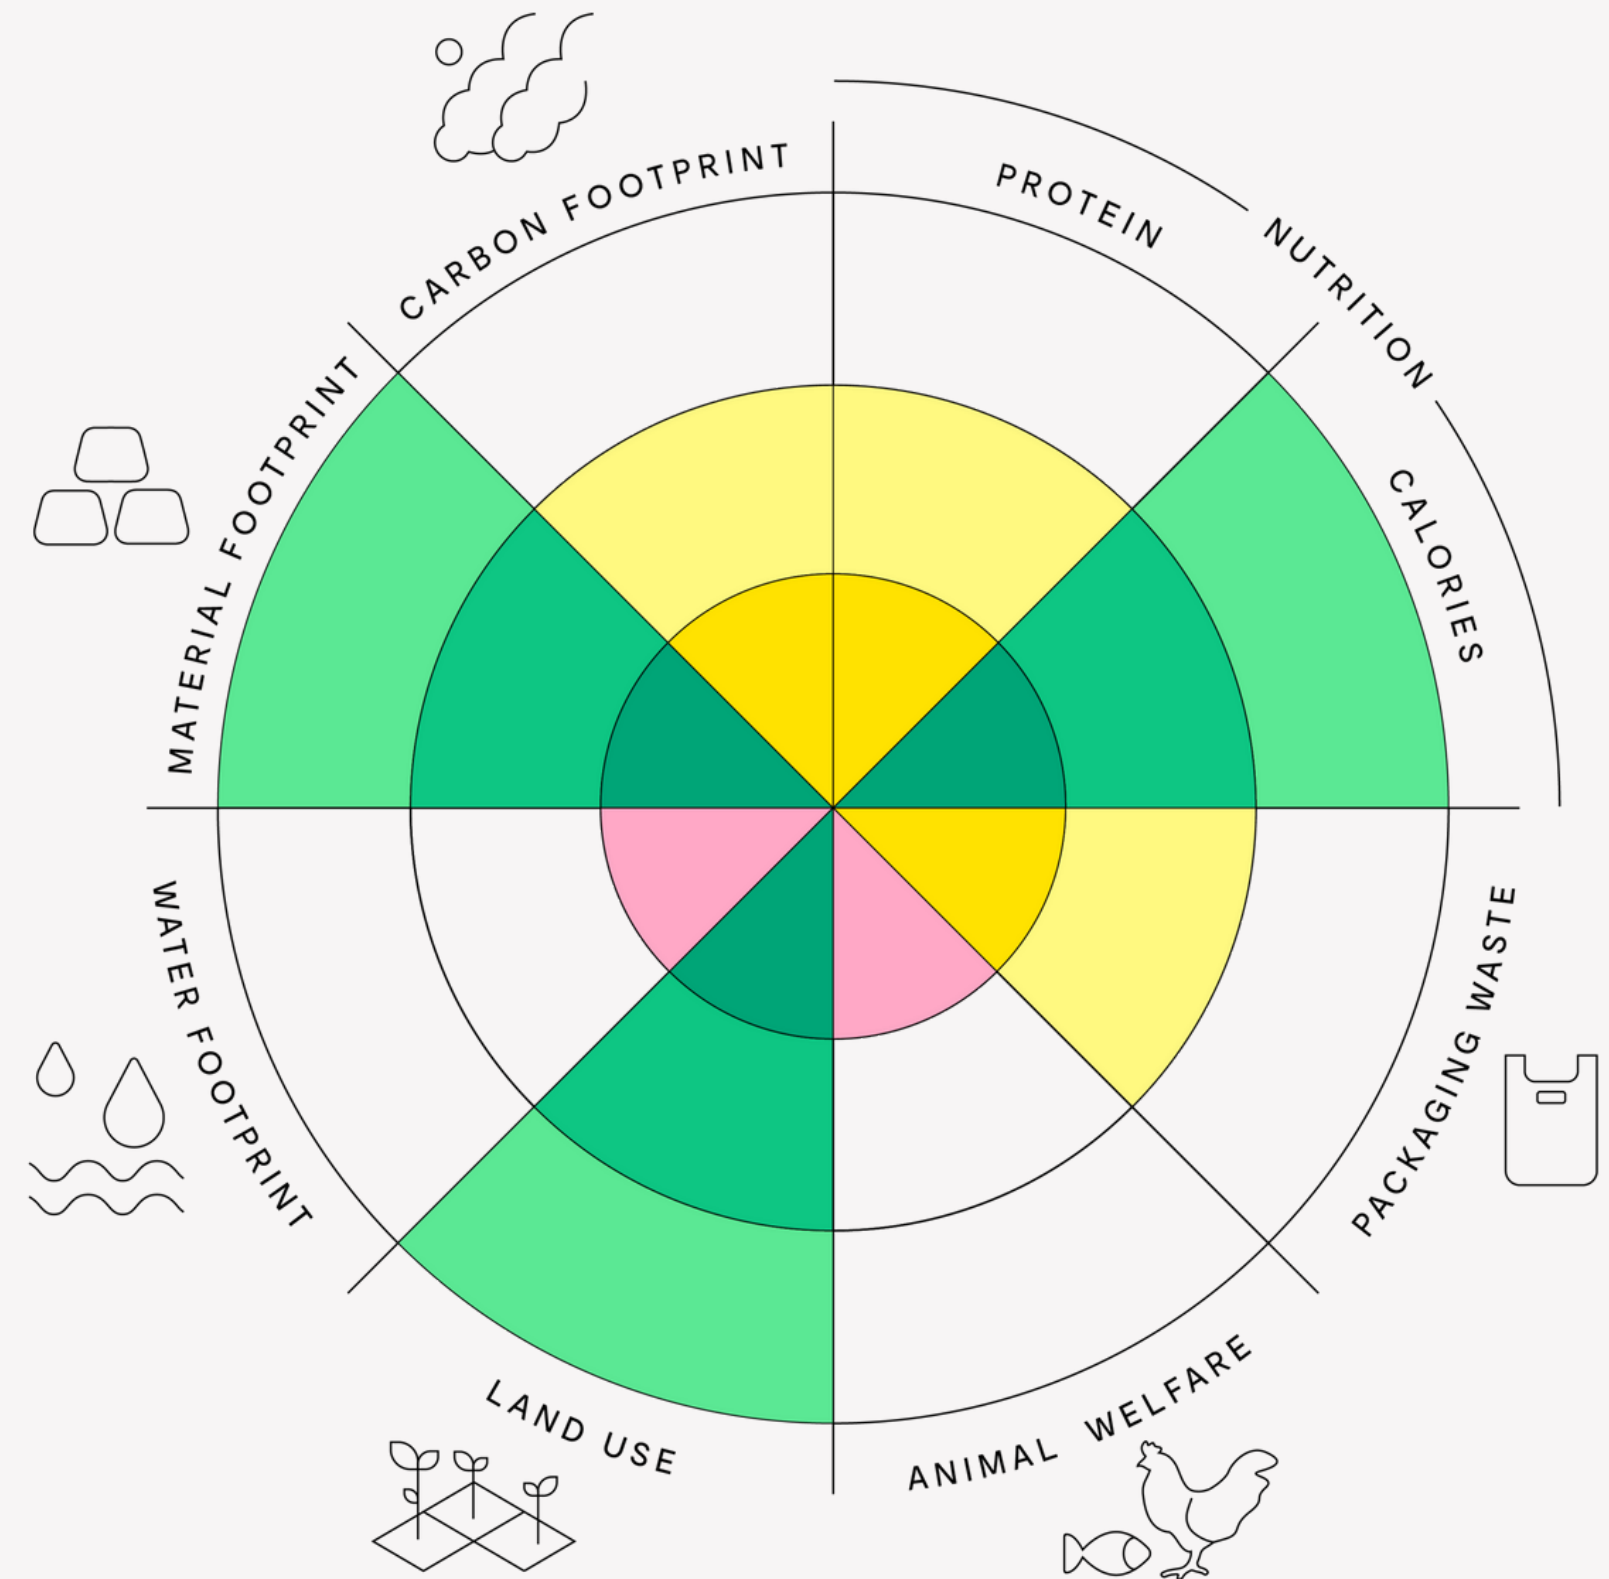 CARBON FOOTPRINT
PROTEIN
NUTRITION
CALORIES
MATERIAL FOOTPRINT
WATER FOOTPRINT
PACKAGING WASTE
LAND USE
ANIMAL WELFARE